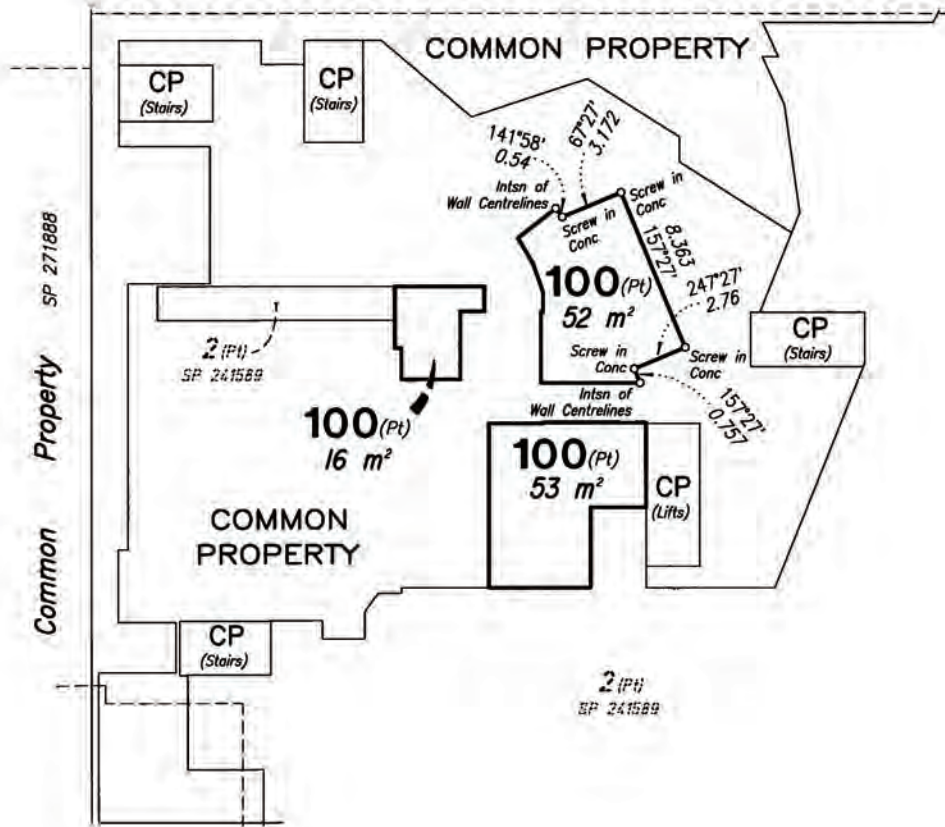 COMMON PROPERTY
CP
(Stairs)
CP
(Stairs)
141°58'
0.54
67°27'
3.172
Intsn of
Wall Centrelines
Screw in
Conc
Screw in
Conc
8.363
157°27'
SP 271888
100 (Pt)
52 m²
247°27'
2.76
2 (Pt)
SP 241589
Screw in
Conc
Screw in
Conc
CP
(Stairs)
Common Property
Intsn of
Wall Centrelines
157°27'
0.757
100 (Pt)
16 m²
100 (Pt)
53 m²
CP
(Lifts)
COMMON
PROPERTY
CP
(Stairs)
2 (Pt)
SP 241589